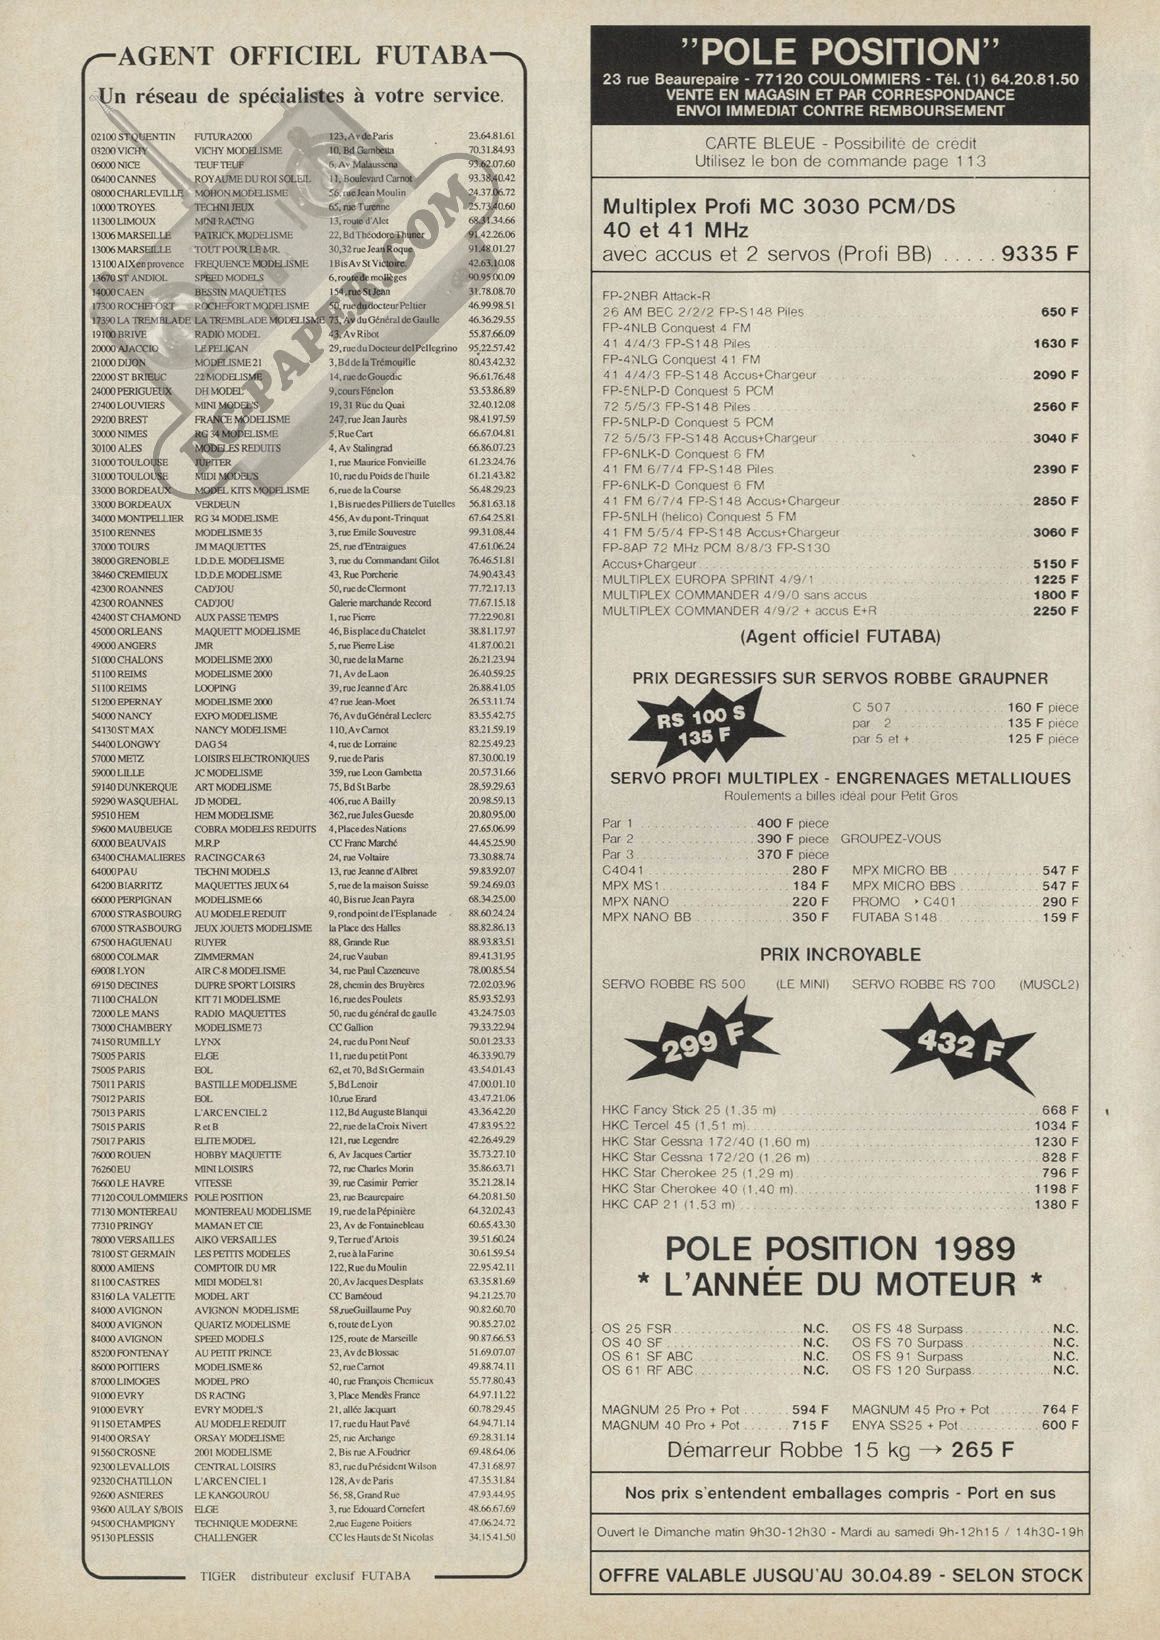 AGENT OFFICIEL FUTABA
Un réseau de spécialistes à votre service.
02100 ST QUENTIN FUTURA2000 123, Av de Paris 23.64.81.61
03200 VICHY VICHY MODELISME 10, Bd Gambetta 70.31.84.93
06000 NICE TEUF TEUF 6, Av Malaussena 93.62.07.60
06400 CANNES ROYAUME DU ROI SOLEIL 11, Boulevard Carnot 93.38.40.42
08000 CHARLEVILLE MOHON MODELISME 56, rue Jean Moulin 24.37.06.72
10000 TROYES TECHNI JEUX 65, rue Turenne 25.73.40.60
11300 LIMOUX MINI RACING 13, route d'Alet 68.31.34.66
13006 MARSEILLE PATRICK MODELISME 22, Bd Théodore Thuner 91.42.26.06
13006 MARSEILLE TOUT POUR LE MR. 30,32 rue Jean Roque 91.48.01.27
13100 AIX en provence FREQUENCE MODELISME 1Bis Av St Victoire 42.63.10.08
13670 ST ANDIOL SPEED MODELS 6, route de mollèges 90.95.00.09
14000 CAEN BESSIN MAQUETTES 154, rue St Jean 31.78.08.70
17300 ROCHEFORT ROCHEFORT MODELISME 50, rue du docteur Peltier 46.99.98.51
17390 LA TREMBLADE LA TREMBLADE MODELISME 73, Av du Général de Gaulle 46.36.29.55
19100 BRIVE RADIO MODEL 43, Av Ribot 55.87.66.09
20000 AJACCIO LE PELICAN 29, rue du Docteur del Pellegrino 95.22.57.42
21000 DIJON MODELISME 21 3, Bd de la Trémouille 80.43.42.32
22000 ST BRIEUC 22 MODELISME 14, rue de Gouedic 96.61.76.48
24000 PERIGUEUX DH MODEL 9, cours Fénelon 53.53.86.89
27400 LOUVIERS MINI MODEL'S 19, 31 Rue du Quai 32.40.12.08
29200 BREST FRANCE MODELISME 247, rue Jean Jaurès 98.41.97.59
30000 NIMES RG 34 MODELISME 5, Rue Cart 66.67.04.81
30100 ALES MODELES REDUITS 4, Av Stalingrad 66.86.07.23
31000 TOULOUSE JUPITER 1, rue Maurice Fonvieille 61.23.24.76
31000 TOULOUSE MIDI MODEL'S 10, rue du Poids de l'huile 61.21.43.82
33000 BORDEAUX MODEL KITS MODELISME 6, rue de la Course 56.48.29.23
33000 BORDEAUX VERDEUN 1, Bis rue des Pilliers de Tutelles 56.81.63.18
34000 MONTPELLIER RG 34 MODELISME 456, Av du pont-Trinquat 67.64.25.81
35100 RENNES MODELISME 35 3, rue Emile Souvestre 99.31.08.44
37000 TOURS JM MAQUETTES 25, rue d'Entraigues 47.61.06.24
38000 GRENOBLE I.D.D.E. MODELISME 3, rue du Commandant Gilot 76.46.51.81
38460 CREMIEUX I.D.D.E MODELISME 43, Rue Porcherie 74.90.43.43
42300 ROANNES CAD'JOU 50, rue de Clermont 77.72.17.13
42300 ROANNES CAD'JOU Galerie marchande Record 77.67.15.18
42400 ST CHAMOND AUX PASSE TEMPS 1, rue Pierre 77.22.90.81
45000 ORLEANS MAQUETT MODELISME 46, Bis place du Chatelet 38.81.17.97
49000 ANGERS JMR 5, rue Pierre Lise 41.87.00.21
51000 CHALONS MODELISME 2000 30, rue de la Marne 26.21.23.94
51100 REIMS MODELISME 2000 71, Av de Laon 26.40.59.25
51100 REIMS LOOPING 39, rue Jeanne d'Arc 26.88.41.05
51200 EPERNAY MODELISME 2000 47 rue Jean-Moet 26.53.11.74
54000 NANCY EXPO MODELISME 76, Av du Général Leclerc 83.55.42.75
54130 ST MAX NANCY MODELISME 110, Av Carnot 83.21.59.19
54400 LONGWY DAG 54 4, rue de Lorraine 82.25.49.23
57000 METZ LOISIRS ELECTRONIQUES 9, rue de Paris 87.30.00.19
59000 LILLE JC MODELISME 359, rue Leon Gambetta 20.57.31.66
59140 DUNKERQUE ART MODELISME 75, Bd St Barbe 28.59.29.63
59290 WASQUEHAL JD MODEL 406, rue A Bailly 20.98.59.13
59510 HEM HEM MODELISME 362, rue Jules Guesde 20.80.95.00
59600 MAUBEUGE COBRA MODELES REDUITS 4, Place des Nations 27.65.06.99
60000 BEAUVAIS M.R.P CC Franc Marché 44.45.25.90
63400 CHAMALIERES RACING CAR 63 24, rue Voltaire 73.30.88.74
64000 PAU TECHNI MODELS 13, rue Jeanne d'Albret 59.83.92.07
64200 BIARRITZ MAQUETTES JEUX 64 5, rue de la maison Suisse 59.24.69.03
66000 PERPIGNAN MODELISME 66 40, Bis rue Jean Payra 68.34.25.00
67000 STRASBOURG AU MODELE REDUIT 9, rond point de l'Esplanade 88.60.24.24
67000 STRASBOURG JEUX JOUETS MODELISME la Place des Halles 88.82.86.13
67500 HAGUENAU RUYER 88, Grande Rue 88.93.83.51
68000 COLMAR ZIMMERMAN 24, rue Vauban 89.41.31.95
69008 LYON AIR C-8 MODELISME 34, rue Paul Cazeneuve 78.00.85.54
69150 DECINES DUPRE SPORT LOISIRS 28, chemin des Bruyères 72.02.03.96
71100 CHALON KIT 71 MODELISME 16, rue des Poulets 85.93.52.93
72000 LE MANS RADIO MAQUETTES 50, rue du général de gaulle 43.24.75.03
73000 CHAMBERY MODELISME 73 CC Gallion 79.33.22.94
74150 RUMILLY LYNX 24, rue du Pont Neuf 50.01.23.33
75005 PARIS ELGE 11, rue du petit Pont 46.33.90.79
75005 PARIS EOL 62, et 70, Bd St Germain 43.54.01.43
75011 PARIS BASTILLE MODELISME 5, Bd Lenoir 47.00.01.10
75012 PARIS EOL 10, rue Erard 43.47.21.06
75013 PARIS L'ARC EN CIEL 2 112, Bd Auguste Blanqui 43.36.42.20
75015 PARIS R et B 22, rue de la Croix Nivert 47.83.95.22
75017 PARIS ELITE MODEL 121, rue Legendre 42.26.49.29
76000 ROUEN HOBBY MAQUETTE 6, Av Jacques Cartier 35.73.27.10
76260 EU MINI LOISIRS 72, rue Charles Morin 35.86.63.71
76600 LE HAVRE VITESSE 39, rue Casimir Perrier 35.21.28.14
77120 COULOMMIERS POLE POSITION 23, rue Beaurepaire 64.20.81.50
77130 MONTEREAU MONTEREAU MODELISME 19, rue de la Pépinière 64.32.02.43
77310 PRINGY MAMAN ET CIE 23, Av de Fontainebleau 60.65.43.30
78000 VERSAILLES AIKO VERSAILLES 9, Ter rue d'Artois 39.51.60.24
78100 ST GERMAIN LES PETITS MODELES 2, rue à la Farine 30.61.59.54
80000 AMIENS COMPTOIR DU MR 122, Rue du Moulin 22.95.42.11
81100 CASTRES MIDI MODEL'81 20, Av Jacques Desplats 63.35.81.69
83160 LA VALETTE MODEL ART CC Baméoud 94.21.25.70
84000 AVIGNON AVIGNON MODELISME 58, rue Guillaume Puy 90.82.60.70
84000 AVIGNON QUARTZ MODELISME 6, route de Lyon 90.85.27.02
84000 AVIGNON SPEED MODELS 125, route de Marseille 90.87.66.53
85200 FONTENAY AU PETIT PRINCE 23, Av de Blossac 51.69.07.07
86000 POITIERS MODELISME 86 52, rue Carnot 49.88.74.11
87000 LIMOGES MODEL PRO 40, rue François Chemieux 55.77.80.43
91000 EVRY DS RACING 3, Place Mendès France 64.97.11.22
91000 EVRY EVRY MODEL'S 21, allée Jacquart 60.78.29.45
91150 ETAMPES AU MODELE REDUIT 17, rue du Haut Pavé 64.94.71.14
91400 ORSAY ORSAY MODELISME 25, rue Archange 69.28.31.14
91560 CROSNE 2001 MODELISME 2, Bis rue A.Foudrier 69.48.64.06
92300 LEVALLOIS CENTRAL LOISIRS 83, rue du Président Wilson 47.31.68.97
92320 CHATILLON L'ARC EN CIEL 1 128, Av de Paris 47.35.31.84
92600 ASNIERES LE KANGOUROU 56, 58, Grand Rue 47.93.44.95
93600 AULAY S/BOIS ELGE 3, rue Edouard Cornefert 48.66.67.69
94500 CHAMPIGNY TECHNIQUE MODERNE 2, rue Eugene Poitiers 47.06.24.72
95130 PLESSIS CHALLENGER CC les Hauts de St Nicolas 34.15.41.50
TIGER distributeur exclusif FUTABA
RC-PAPER.COM
"POLE POSITION"
23 rue Beaurepaire - 77120 COULOMMIERS - Tél. (1) 64.20.81.50
VENTE EN MAGASIN ET PAR CORRESPONDANCE
ENVOI IMMEDIAT CONTRE REMBOURSEMENT
CARTE BLEUE - Possibilité de crédit
Utilisez le bon de commande page 113
Multiplex Profi MC 3030 PCM/DS
40 et 41 MHz
avec accus et 2 servos (Profi BB) ..... 9335 F
FP-2NBR Attack-R
26 AM BEC 2/2/2 FP-S148 Piles 650 F
FP-4NLB Conquest 4 FM
41 4/4/3 FP-S148 Piles 1630 F
FP-4NLG Conquest 41 FM
41 4/4/3 FP-S148 Accus+Chargeur 2090 F
FP-5NLP-D Conquest 5 PCM
72 5/5/3 FP-S148 Piles 2560 F
FP-5NLP-D Conquest 5 PCM
72 5/5/3 FP-S148 Accus+Chargeur 3040 F
FP-6NLK-D Conquest 6 FM
41 FM 6/7/4 FP-S148 Piles 2390 F
FP-6NLK-D Conquest 6 FM
41 FM 6/7/4 FP-S148 Accus+Chargeur 2850 F
FP-5NLH (hélico) Conquest 5 FM
41 FM 5/5/4 FP-S148 Accus+Chargeur 3060 F
FP-8AP 72 MHz PCM 8/8/3 FP-S130
Accus+Chargeur 5150 F
MULTIPLEX EUROPA SPRINT 4/9/1 1225 F
MULTIPLEX COMMANDER 4/9/0 sans accus 1800 F
MULTIPLEX COMMANDER 4/9/2 + accus E+R 2250 F
(Agent officiel FUTABA)
PRIX DEGRESSIFS SUR SERVOS ROBBE GRAUPNER
RS 100 S
135 F
C 507 160 F pièce
par 2 135 F pièce
par 5 et + 125 F pièce
SERVO PROFI MULTIPLEX - ENGRENAGES METALLIQUES
Roulements a billes idéal pour Petit Gros
Par 1 400 F pièce
Par 2 390 F pièce GROUPEZ-VOUS
Par 3 370 F pièce
C4041 280 F MPX MICRO BB 547 F
MPX MS1 184 F MPX MICRO BBS 547 F
MPX NANO 220 F PROMO C401 290 F
MPX NANO BB 350 F FUTABA S148 159 F
PRIX INCROYABLE
SERVO ROBBE RS 500 (LE MINI) SERVO ROBBE RS 700 (MUSCL2)
299 F 432 F
HKC Fancy Stick 25 (1,35 m) 668 F
HKC Tercel 45 (1,51 m) 1034 F
HKC Star Cessna 172/40 (1,60 m) 1230 F
HKC Star Cessna 172/20 (1,26 m) 828 F
HKC Star Cherokee 25 (1,29 m) 796 F
HKC Star Cherokee 40 (1,40 m) 1198 F
HKC CAP 21 (1,53 m) 1380 F
POLE POSITION 1989
* L'ANNÉE DU MOTEUR *
OS 25 FSR N.C. OS FS 48 Surpass N.C.
OS 40 SF N.C. OS FS 70 Surpass N.C.
OS 61 SF ABC N.C. OS FS 91 Surpass N.C.
OS 61 RF ABC N.C. OS FS 120 Surpass N.C.
MAGNUM 25 Pro + Pot 594 F MAGNUM 45 Pro + Pot 764 F
MAGNUM 40 Pro + Pot 715 F ENYA SS25 + Pot 600 F
Démarreur Robbe 15 kg → 265 F
Nos prix s'entendent emballages compris - Port en sus
Ouvert le Dimanche matin 9h30-12h30 - Mardi au samedi 9h-12h15 / 14h30-19h
OFFRE VALABLE JUSQU'AU 30.04.89 - SELON STOCK